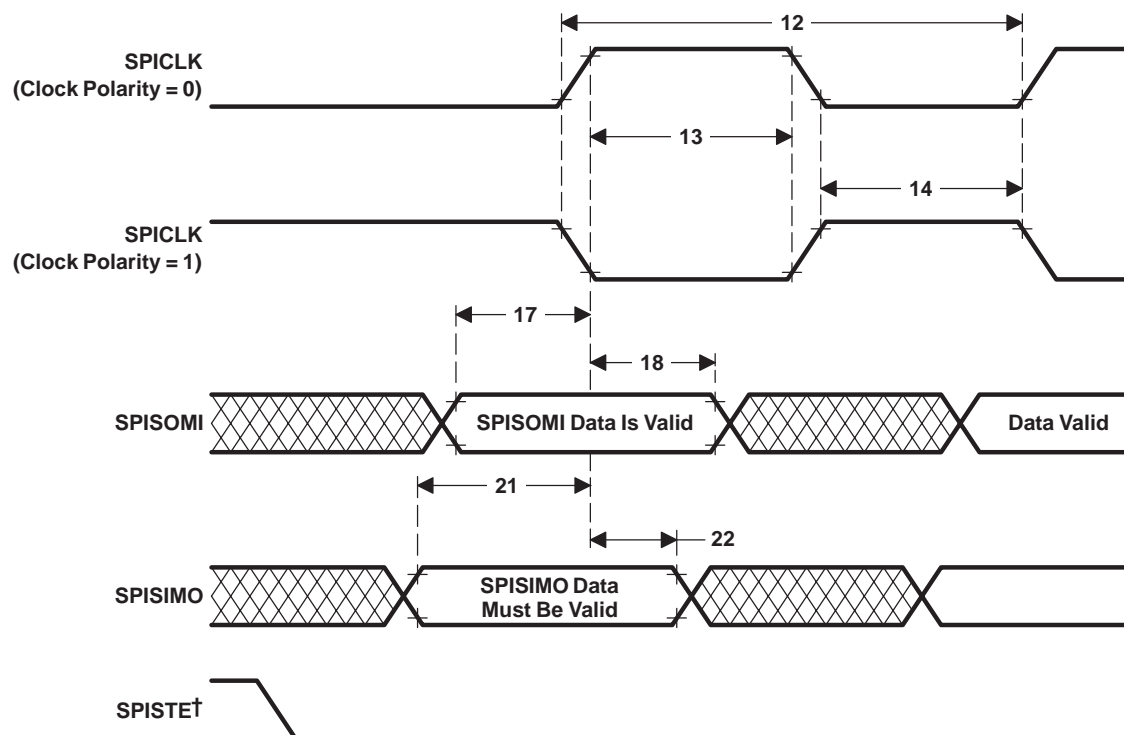 12
SPICLK
(Clock Polarity = 0)
13
14
SPICLK
(Clock Polarity = 1)
17
18
SPISOMI
SPISOMI Data Is Valid
Data Valid
21
22
SPISIMO
SPISIMO Data
Must Be Valid
SPISTE†